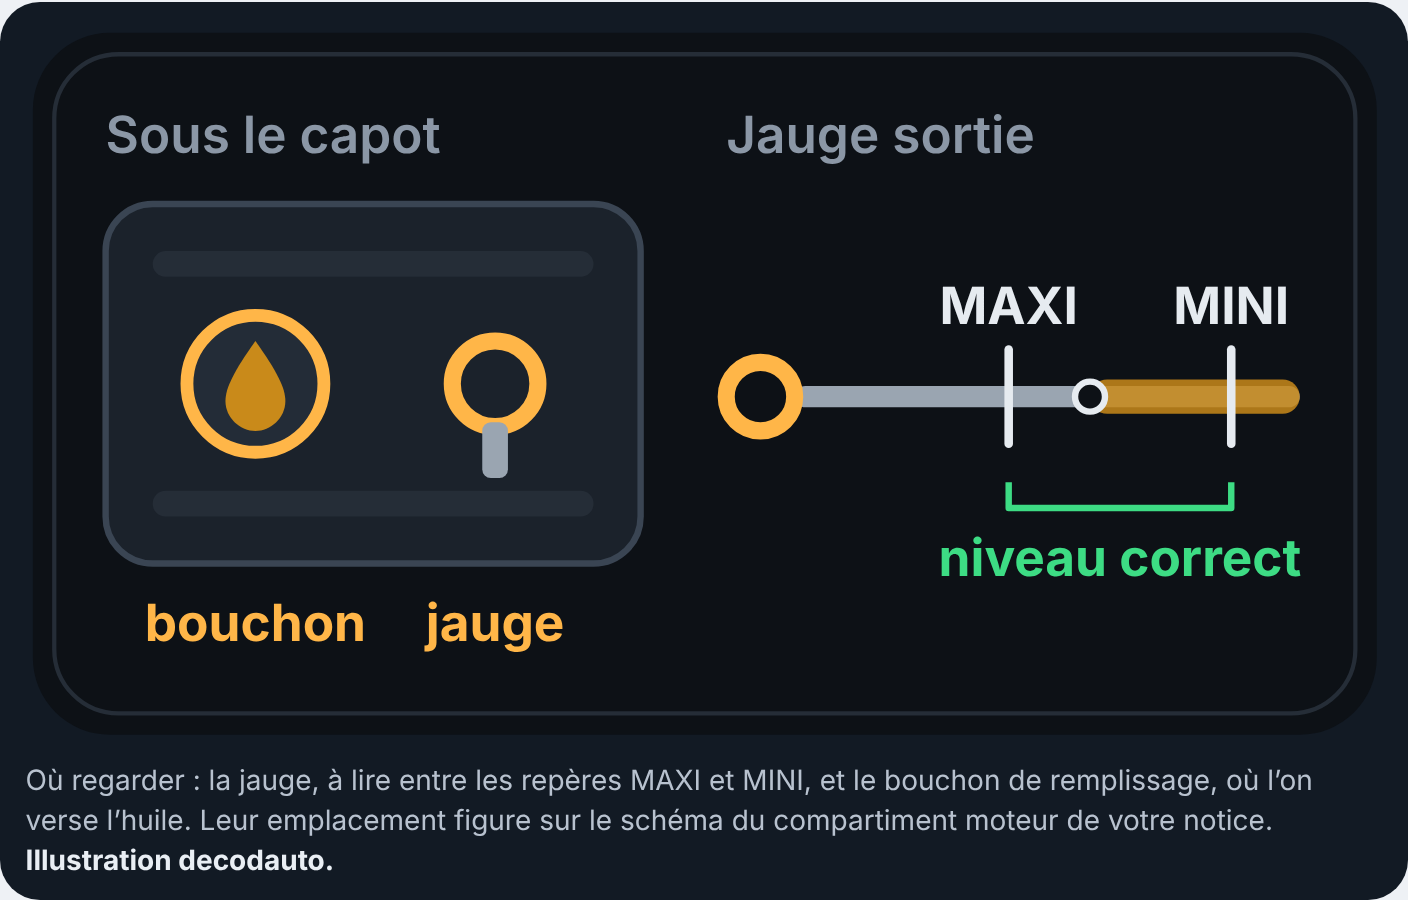 Sous le capot
Jauge sortie
MAXI
MINI
niveau correct
bouchon
jauge
Où regarder : la jauge, à lire entre les repères MAXI et MINI, et le bouchon de remplissage, où l’on
verse l’huile. Leur emplacement figure sur le schéma du compartiment moteur de votre notice.
Illustration decodauto.